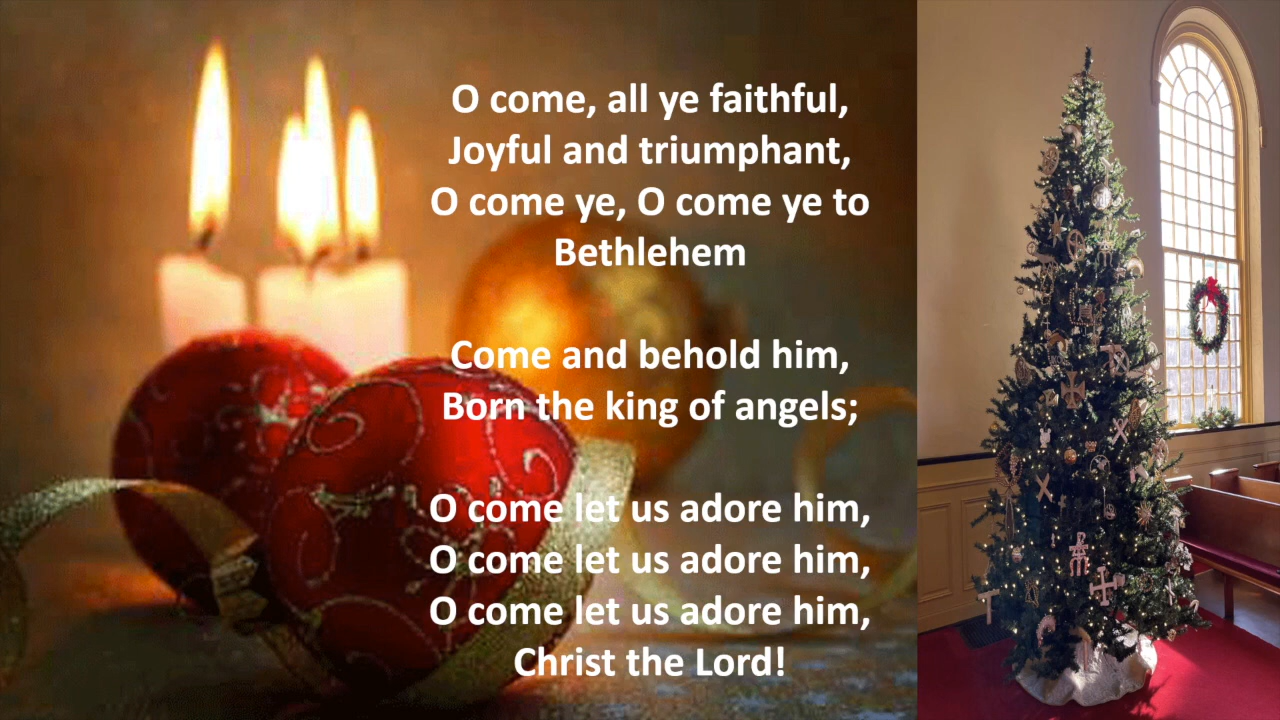 O come, all ye faithful,
Joyful and triumphant,
O come ye, O come ye to
Bethlehem
Come and behold him,
Born the king of angels;
O come let us adore him,
O come let us adore him,
O come let us adore him,
Christ the Lord!